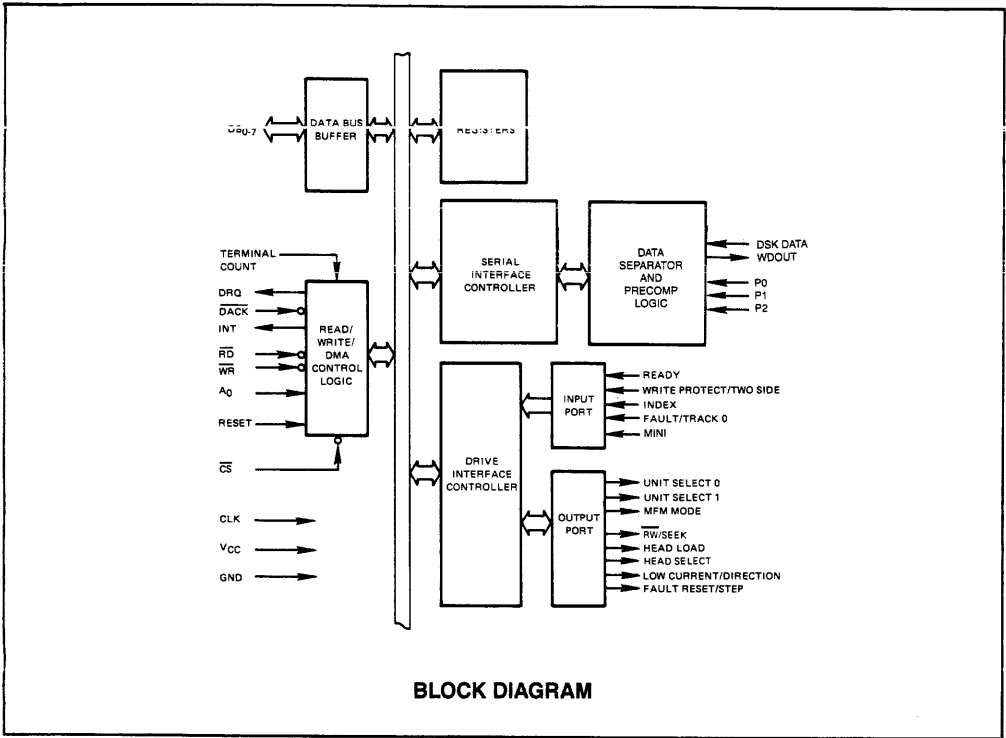 DATA BUS
BUFFER
REGISTERS
DB0-7
SERIAL
INTERFACE
CONTROLLER
DATA
SEPARATOR
AND
PRECOMP
LOGIC
DSK DATA
WDOUT
P0
P1
P2
TERMINAL
COUNT
DRQ
DACK
INT
RD
WR
A0
RESET
CS
READ/
WRITE/
DMA
CONTROL
LOGIC
CLK
VCC
GND
DRIVE
INTERFACE
CONTROLLER
INPUT
PORT
READY
WRITE PROTECT/TWO SIDE
INDEX
FAULT/TRACK 0
MINI
OUTPUT
PORT
UNIT SELECT 0
UNIT SELECT 1
MFM MODE
RW/SEEK
HEAD LOAD
HEAD SELECT
LOW CURRENT/DIRECTION
FAULT RESET/STEP
BLOCK DIAGRAM